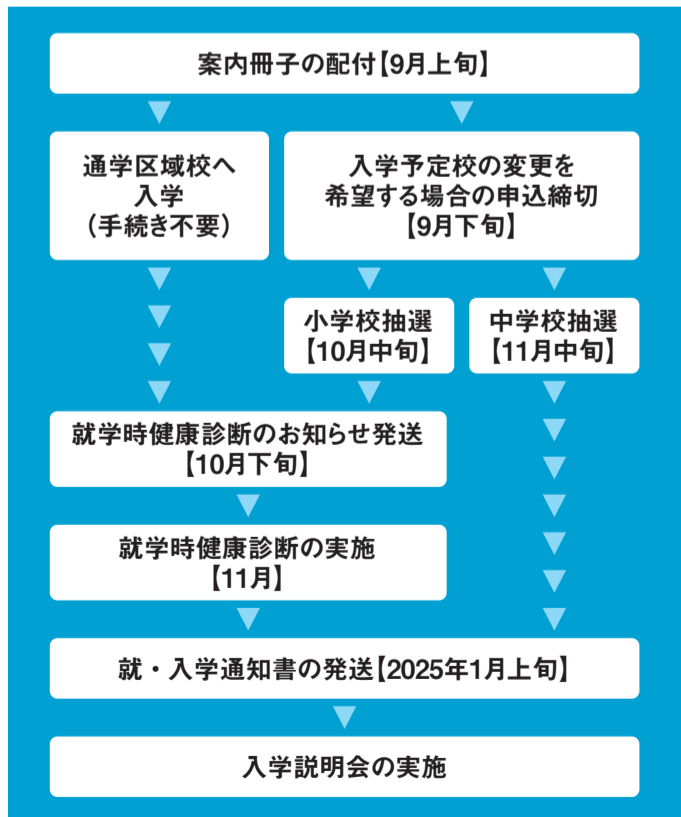 案内冊子の配付【9月上旬】
通学区域校へ
入学
（手続き不要）
入学予定校の変更を
希望する場合の申込締切
【9月下旬】
小学校抽選
【10月中旬】
中学校抽選
【11月中旬】
就学時健康診断のお知らせ発送
【10月下旬】
就学時健康診断の実施
【11月】
就・入学通知書の発送【2025年1月上旬】
入学説明会の実施